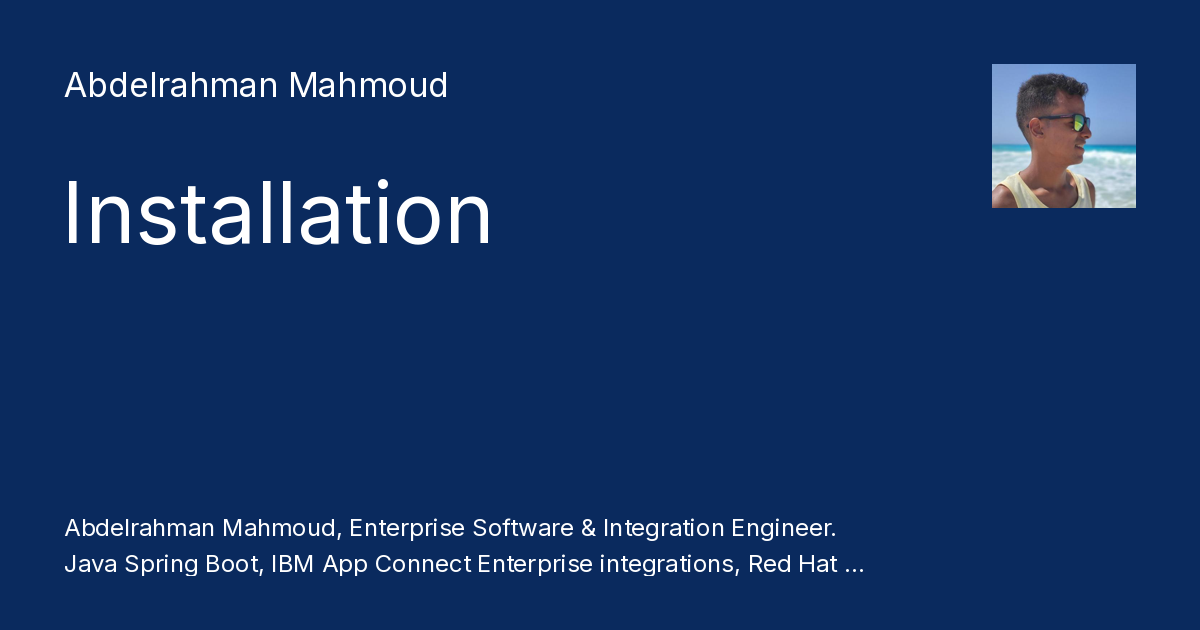 Abdelrahman Mahmoud
Installation
Abdelrahman Mahmoud, Enterprise Software & Integration Engineer.
Java Spring Boot, IBM App Connect Enterprise integrations, Red Hat ...